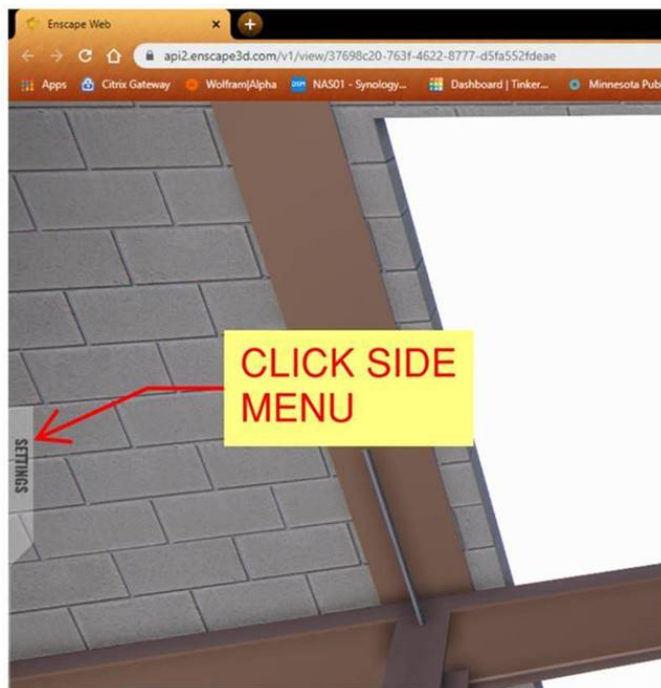 Enscape Web
api2.enscape3d.com/v1/view/37698c20-763f-4622-8777-d5fa552fdeae
Apps Citrix Gateway Wolfram|Alpha DSM NAS01 - Synology... Dashboard | Tinker... Minnesota Pub
CLICK SIDE
MENU
SETTINGS